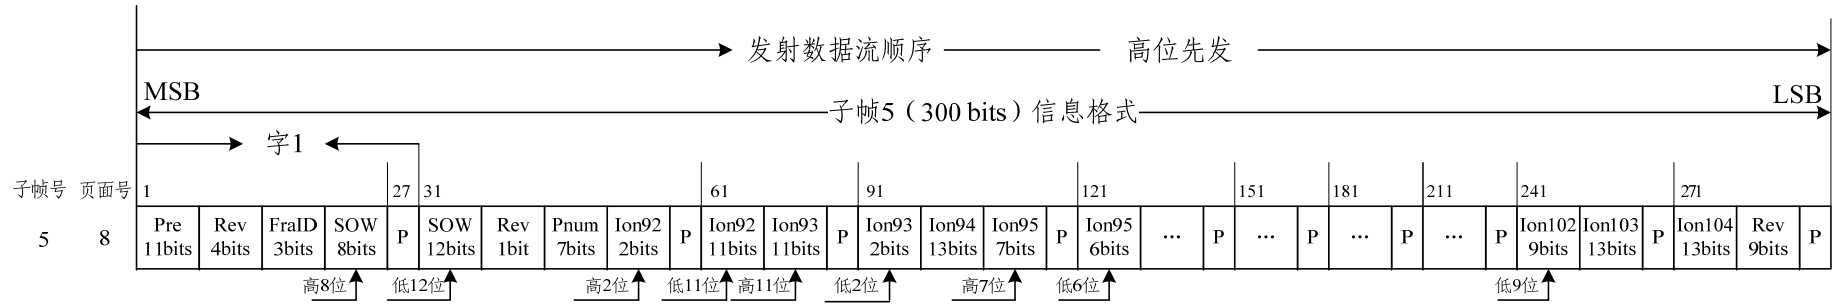 发射数据流顺序 高位先发
MSB LSB
子帧5（300 bits）信息格式
字1
子帧号 页面号 1 27 31 61 91 121 151 181 211 241 271
Pre Rev FraID SOW P SOW Rev Pnum Ion92 P Ion92 Ion93 P Ion93 Ion94 Ion95 P Ion95 ... P ... P ... P ... P Ion102 Ion103 P Ion104 Rev P
5 8 11bits 4bits 3bits 8bits 12bits 1bit 7bits 2bits 11bits 11bits 2bits 13bits 7bits 6bits 9bits 13bits 13bits 9bits
高8位 低12位 高2位 低11位 高11位 低2位 高7位 低6位 低9位